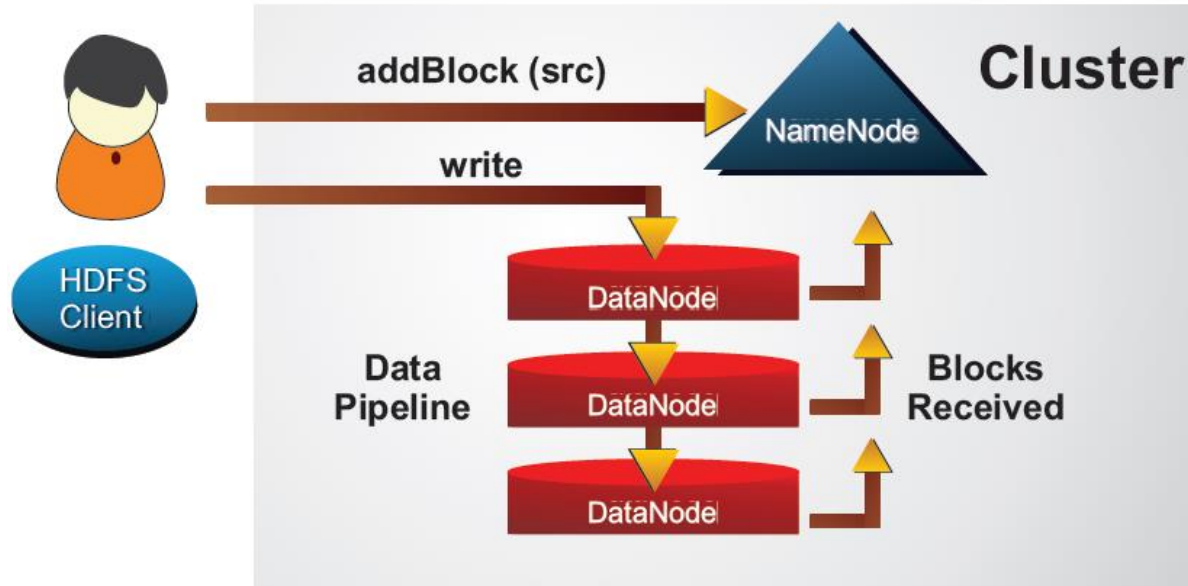 addBlock (src)
Cluster
NameNode
write
HDFS
Client
DataNode
Data
Pipeline
DataNode
Blocks
Received
DataNode